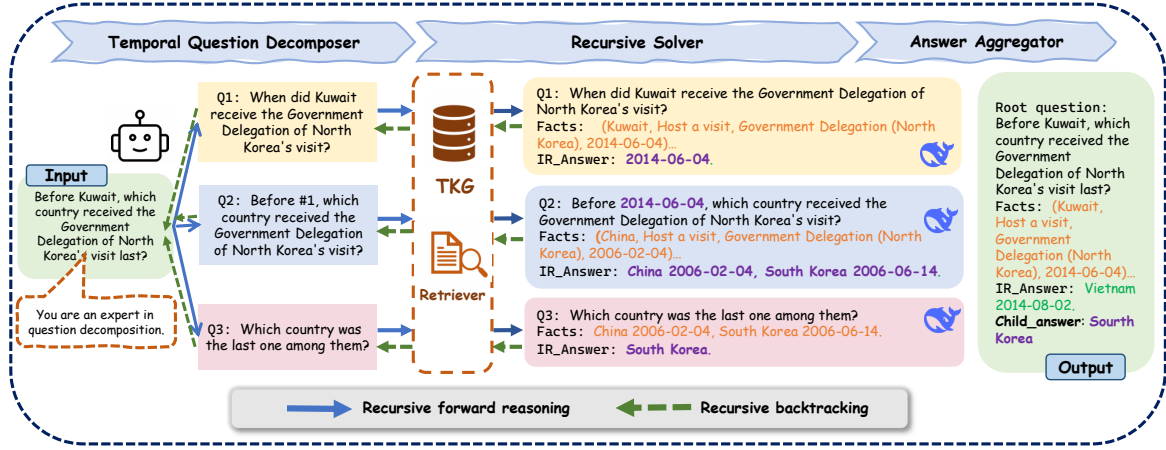 Temporal Question Decomposer
Recursive Solver
Answer Aggregator
Input
Before Kuwait, which
country received the
Government
Delegation of North
Korea's visit last?
You are an expert in
question decomposition.
Q1: When did Kuwait
receive the Government
Delegation of North
Korea's visit?
Q2: Before #1, which
country received the
Government Delegation
of North Korea's visit?
Q3: Which country was
the last one among them?
TKG
Retriever
Q1: When did Kuwait receive the Government Delegation of
North Korea's visit?
Facts: (Kuwait, Host a visit, Government Delegation (North
Korea), 2014-06-04)...
IR_Answer: 2014-06-04.
Q2: Before 2014-06-04, which country received the
Government Delegation of North Korea's visit?
Facts: (China, Host a visit, Government Delegation (North
Korea), 2006-02-04)...
IR_Answer: China 2006-02-04, South Korea 2006-06-14.
Q3: Which country was the last one among them?
Facts: China 2006-02-04, South Korea 2006-06-14.
IR_Answer: South Korea.
Root question:
Before Kuwait, which
country received the
Government
Delegation of North
Korea's visit last?
Facts: (Kuwait,
Host a visit,
Government
Delegation (North
Korea), 2014-06-04)...
IR_Answer: Vietnam
2014-08-02.
Child_answer: Sourth
Korea
Output
Recursive forward reasoning
Recursive backtracking